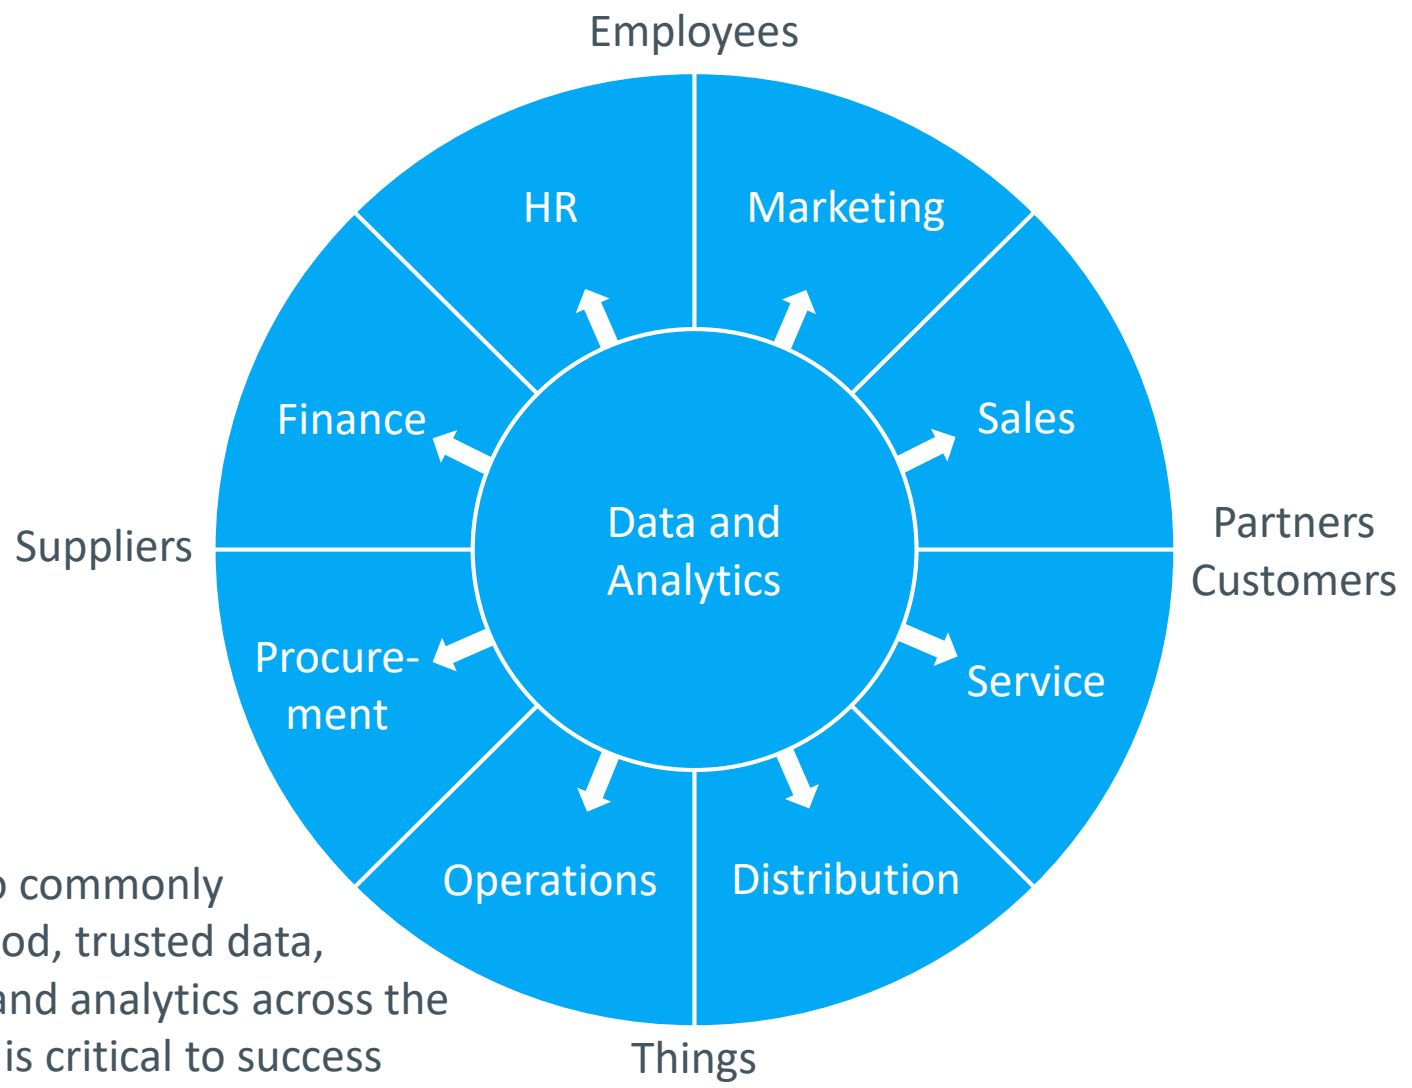 Employees
HR
Marketing
Finance
Sales
Suppliers
Data and
Analytics
Partners
Customers
Procure-
ment
Service
Operations
Distribution
commonly
trusted data,
and analytics across the
is critical to success
Things